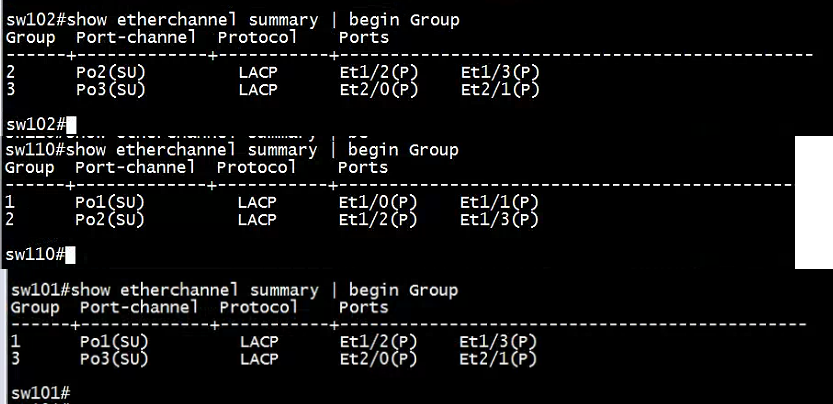 sw102#show etherchannel summary | begin Group
Group  Port-channel  Protocol    Ports
------+-------------+-----------+-----------------------------------------------
2      Po2(SU)         LACP      Et1/2(P)    Et1/3(P)
3      Po3(SU)         LACP      Et2/0(P)    Et2/1(P)
sw102#
sw110#show etherchannel summary | begin Group
Group  Port-channel  Protocol    Ports
------+-------------+-----------+-----------------------------------------------
1      Po1(SU)         LACP      Et1/0(P)    Et1/1(P)
2      Po2(SU)         LACP      Et1/2(P)    Et1/3(P)
sw110#
sw101#show etherchannel summary | begin Group
Group  Port-channel  Protocol    Ports
------+-------------+-----------+-----------------------------------------------
1      Po1(SU)         LACP      Et1/2(P)    Et1/3(P)
3      Po3(SU)         LACP      Et2/0(P)    Et2/1(P)
sw101#